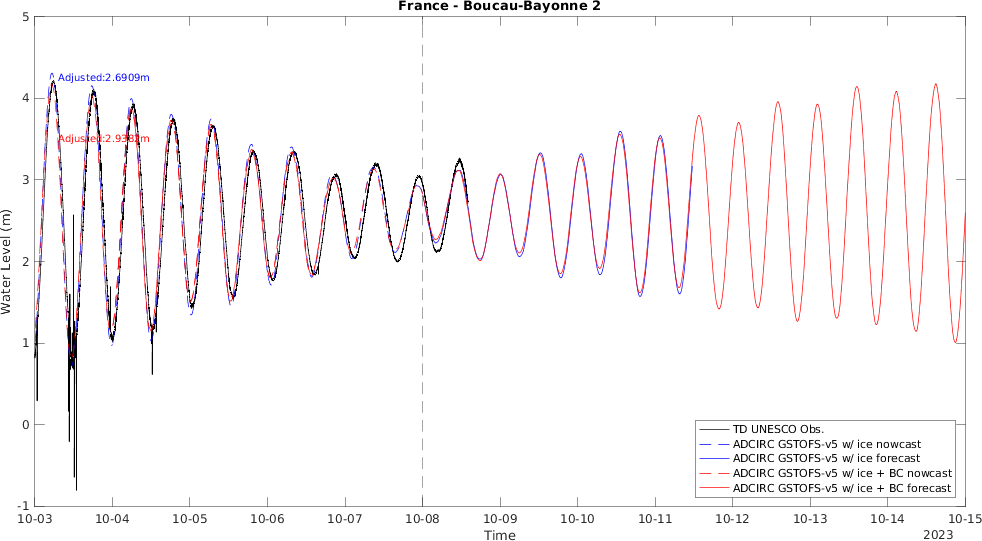 France - Boucau-Bayonne 2
Water Level (m)
5
4
3
2
1
0
-1
Adjusted:2.6909m
Adjusted:2.9382m
TD UNESCO Obs.
ADCIRC GSTOFS-v5 w/ ice nowcast
ADCIRC GSTOFS-v5 w/ ice forecast
ADCIRC GSTOFS-v5 w/ ice + BC nowcast
ADCIRC GSTOFS-v5 w/ ice + BC forecast
10-03 10-04 10-05 10-06 10-07 10-08 10-09 10-10 10-11 10-12 10-13 10-14 10-15
Time
2023